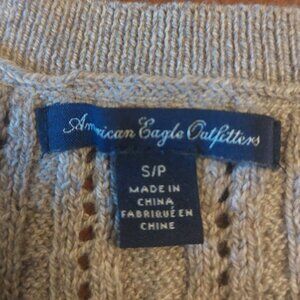 American Eagle Outfitters
S/P
MADE IN
CHINA
FABRIQUÉ EN
CHINE